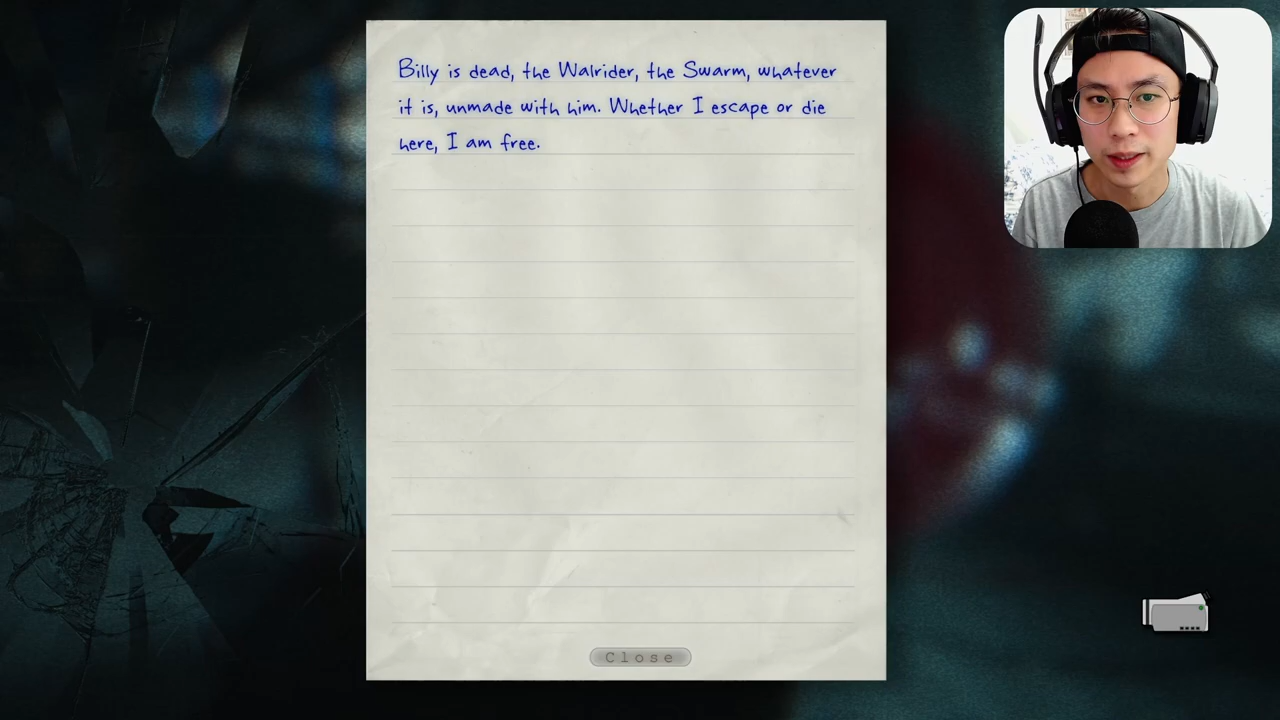 Billy is dead, the Walrider, the Swarm, whatever
it is, unmade with him. Whether I escape or die
here, I am free.
Close